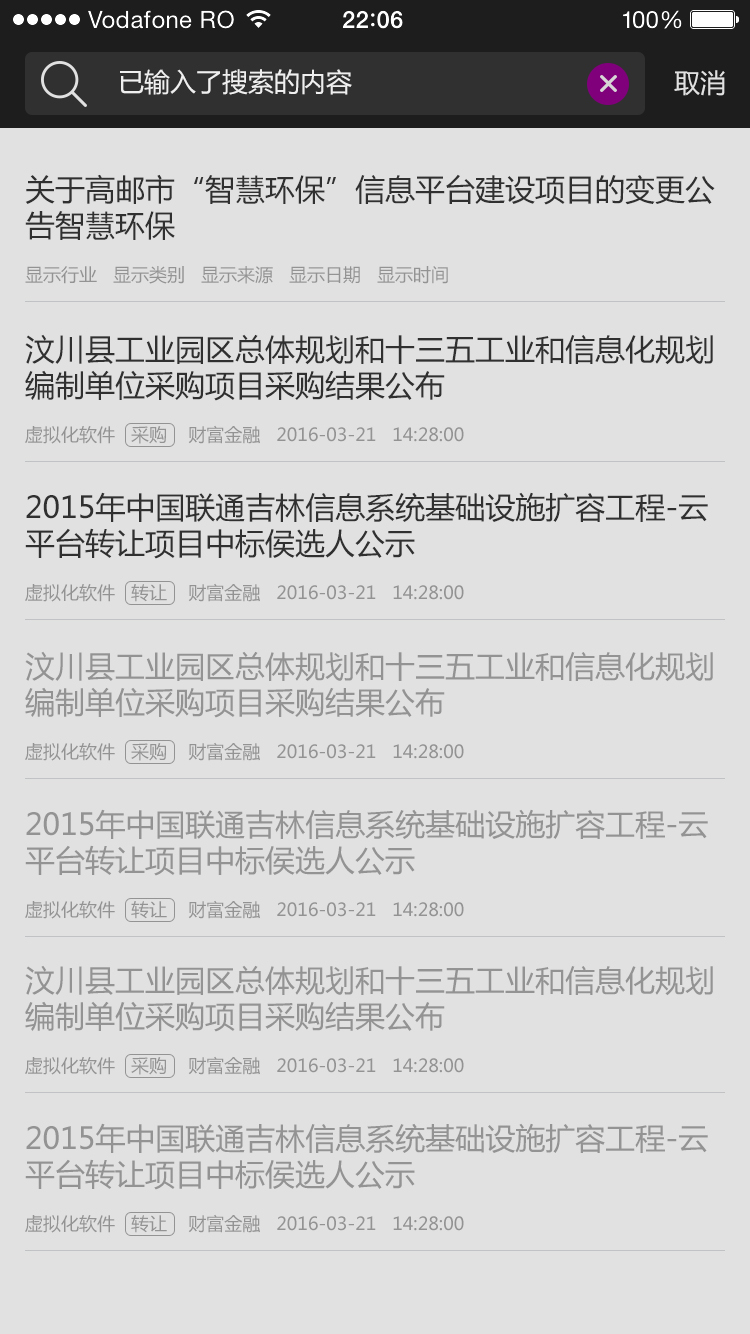 Vodafone RO 22:06 100%
已输入了搜索的内容 取消
关于高邮市“智慧环保”信息平台建设项目的变更公
告智慧环保
显示行业 显示类别 显示来源 显示日期 显示时间
汶川县工业园区总体规划和十三五工业和信息化规划
编制单位采购项目采购结果公布
虚拟化软件 采购 财富金融 2016-03-21 14:28:00
2015年中国联通吉林信息系统基础设施扩容工程-云
平台转让项目中标侯选人公示
虚拟化软件 转让 财富金融 2016-03-21 14:28:00
汶川县工业园区总体规划和十三五工业和信息化规划
编制单位采购项目采购结果公布
虚拟化软件 采购 财富金融 2016-03-21 14:28:00
2015年中国联通吉林信息系统基础设施扩容工程-云
平台转让项目中标侯选人公示
虚拟化软件 转让 财富金融 2016-03-21 14:28:00
汶川县工业园区总体规划和十三五工业和信息化规划
编制单位采购项目采购结果公布
虚拟化软件 采购 财富金融 2016-03-21 14:28:00
2015年中国联通吉林信息系统基础设施扩容工程-云
平台转让项目中标侯选人公示
虚拟化软件 转让 财富金融 2016-03-21 14:28:00